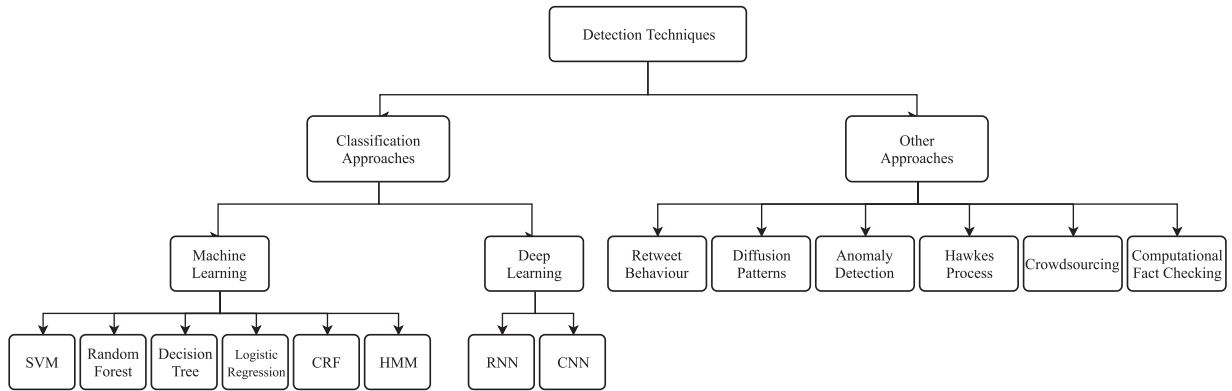 Detection Techniques
Classification
Approaches
Other
Approaches
Machine
Learning
Deep
Learning
Retweet
Behaviour
Diffusion
Patterns
Anomaly
Detection
Hawkes
Process
Crowdsourcing
Computational
Fact Checking
SVM
Random
Forest
Decision
Tree
Logistic
Regression
CRF
HMM
RNN
CNN